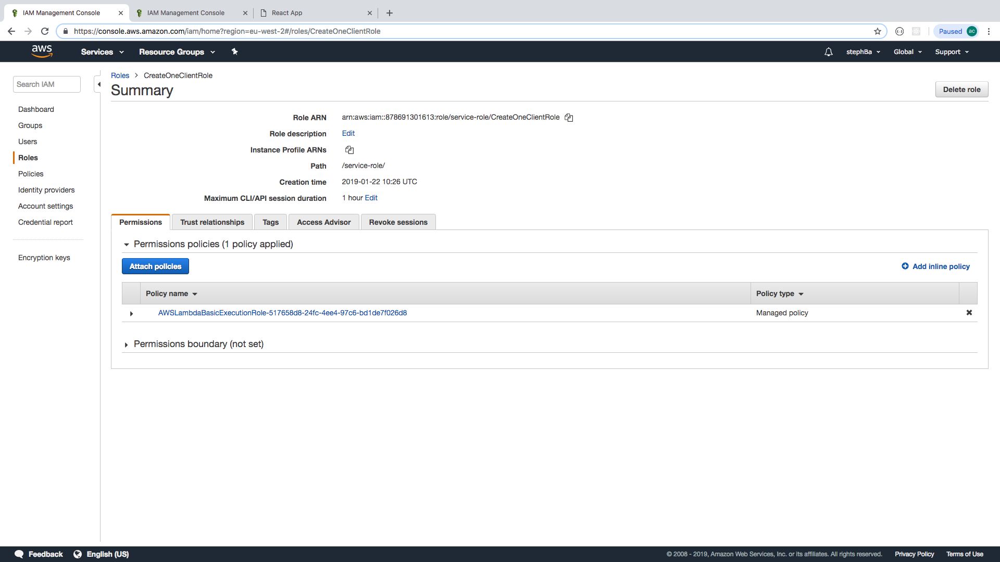 IAM Management Console
IAM Management Console
React App
https://console.aws.amazon.com/iam/home?region=eu-west-2#/roles/CreateOneClientRole
Paused
ac
aws
Services
Resource Groups
stephBa
Global
Support
Search IAM
Dashboard
Groups
Users
Roles
Policies
Identity providers
Account settings
Credential report
Encryption keys
Roles > CreateOneClientRole
Summary
Delete role
Role ARN arn:aws:iam::878691301613:role/service-role/CreateOneClientRole
Role description Edit
Instance Profile ARNs
Path /service-role/
Creation time 2019-01-22 10:26 UTC
Maximum CLI/API session duration 1 hour Edit
Permissions
Trust relationships
Tags
Access Advisor
Revoke sessions
Permissions policies (1 policy applied)
Attach policies
Add inline policy
Policy name
Policy type
AWSLambdaBasicExecutionRole-517658d8-24fc-4ee4-97c6-bd1de7f026d8
Managed policy
Permissions boundary (not set)
Feedback
English (US)
© 2008 - 2019, Amazon Web Services, Inc. or its affiliates. All rights reserved.
Privacy Policy
Terms of Use